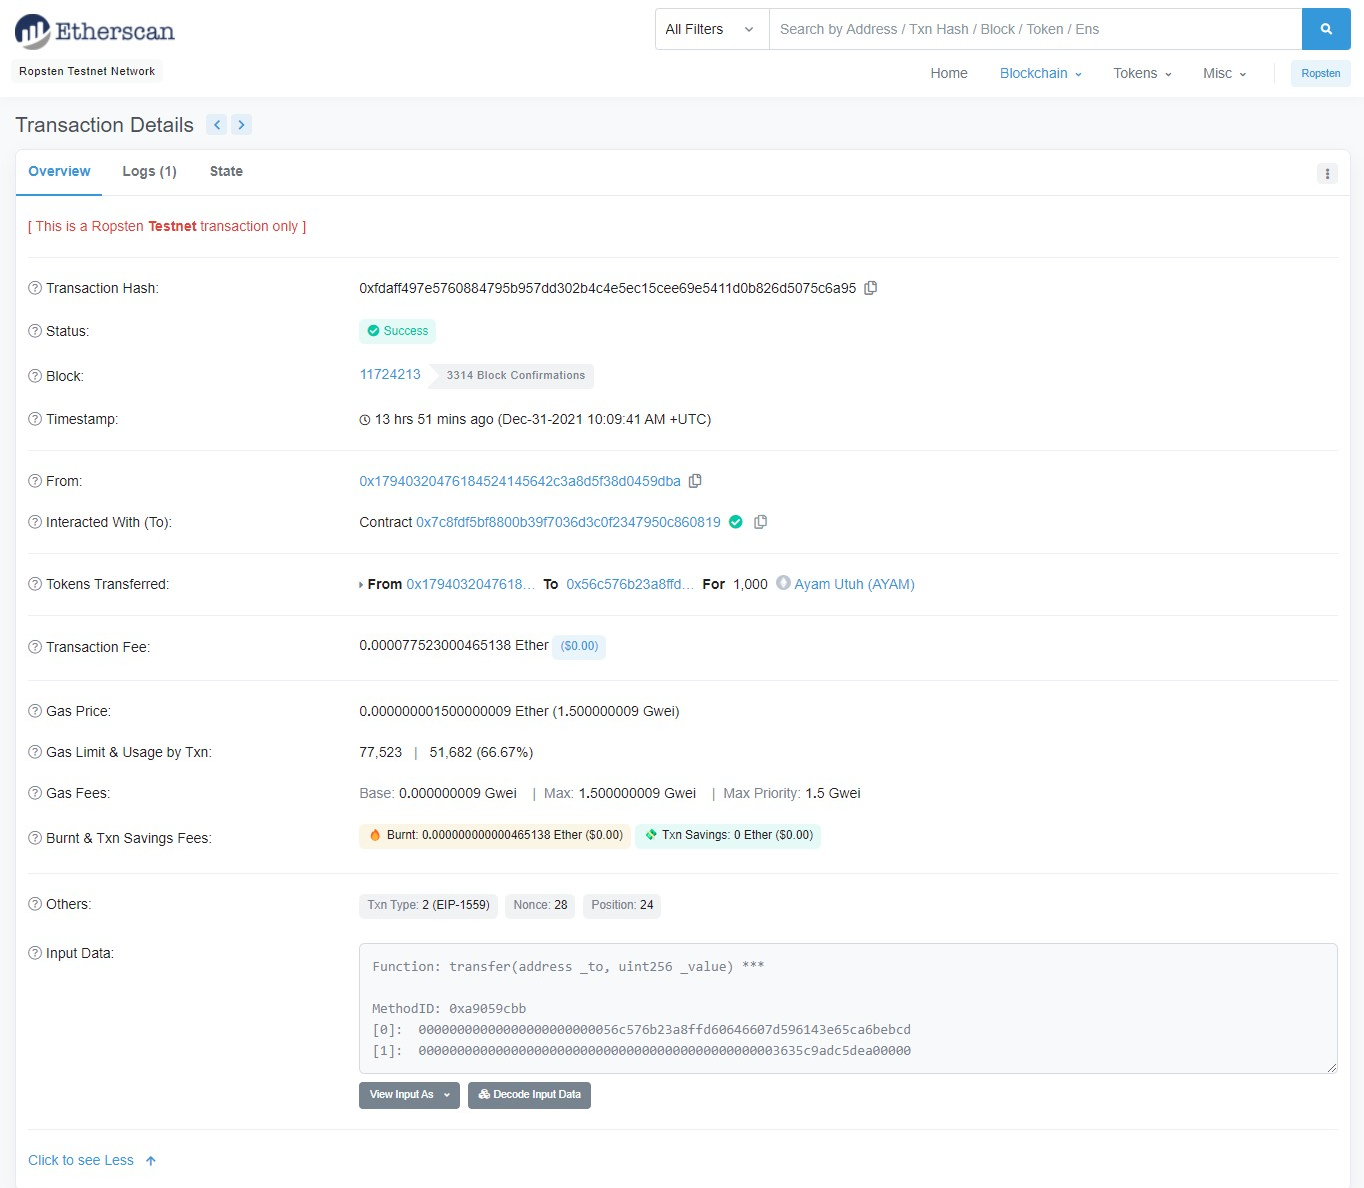 Etherscan
All Filters
Search by Address / Txn Hash / Block / Token / Ens
Ropsten Testnet Network
Home Blockchain Tokens Misc Ropsten
Transaction Details
Overview Logs (1) State
[ This is a Ropsten Testnet transaction only ]
Transaction Hash: 0xfdaff497e5760884795b957dd302b4c4e5ec15cee69e5411d0b826d5075c6a95
Status: Success
Block: 11724213 3314 Block Confirmations
Timestamp: 13 hrs 51 mins ago (Dec-31-2021 10:09:41 AM +UTC)
From: 0x17940320476184524145642c3a8d5f38d0459dba
Interacted With (To): Contract 0x7c8fdf5bf8800b39f7036d3c0f2347950c860819
Tokens Transferred: From 0x1794032047618... To 0x56c576b23a8ffd... For 1,000 Ayam Utuh (AYAM)
Transaction Fee: 0.000077523000465138 Ether ($0.00)
Gas Price: 0.000000001500000009 Ether (1.500000009 Gwei)
Gas Limit & Usage by Txn: 77,523 | 51,682 (66.67%)
Gas Fees: Base: 0.000000009 Gwei | Max: 1.500000009 Gwei | Max Priority: 1.5 Gwei
Burnt & Txn Savings Fees: Burnt: 0.000000000000465138 Ether ($0.00) Txn Savings: 0 Ether ($0.00)
Others: Txn Type: 2 (EIP-1559) Nonce: 28 Position: 24
Input Data:
Function: transfer(address _to, uint256 _value) ***
MethodID: 0xa9059cbb
[0]: 00000000000000000000000056c576b23a8ffd60646607d596143e65ca6bebcd
[1]: 00000000000000000000000000000000000000000000003635c9adc5dea00000
View Input As Decode Input Data
Click to see Less